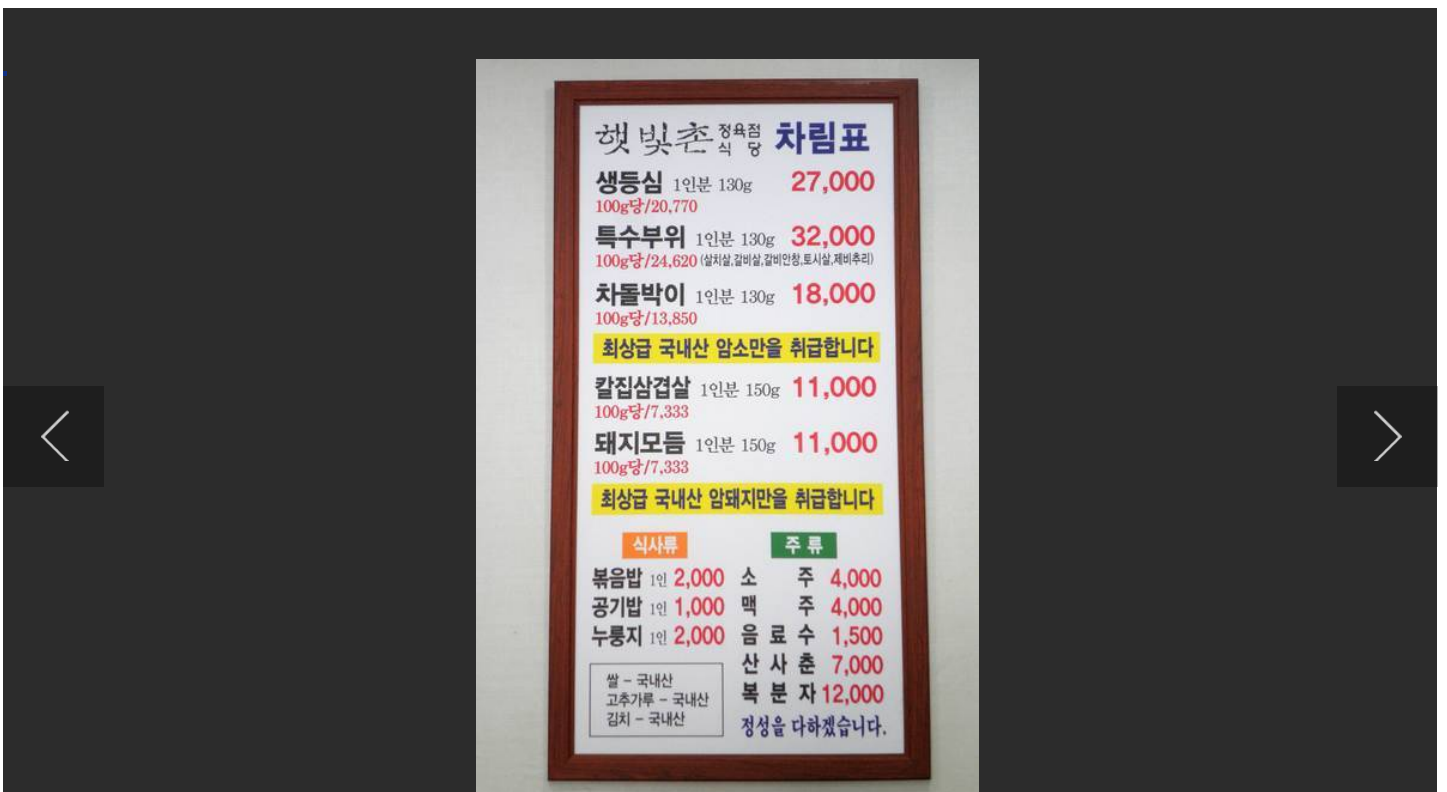 햇빛촌 정육점 식당 차림표
생등심 1인분 130g 27,000
100g당/20,770
특수부위 1인분 130g 32,000
100g당/24,620 (살치살,갈비살,갈비안창,토시살,제비추리)
차돌박이 1인분 130g 18,000
100g당/13,850
최상급 국내산 암소만을 취급합니다
칼집삼겹살 1인분 150g 11,000
100g당/7,333
돼지모듬 1인분 150g 11,000
100g당/7,333
최상급 국내산 암돼지만을 취급합니다
식사류
볶음밥 1인 2,000
공기밥 1인 1,000
누룽지 1인 2,000
쌀 - 국내산
고추가루 - 국내산
김치 - 국내산
주류
소주 4,000
맥주 4,000
음료수 1,500
산사춘 7,000
복분자 12,000
정성을 다하겠습니다.